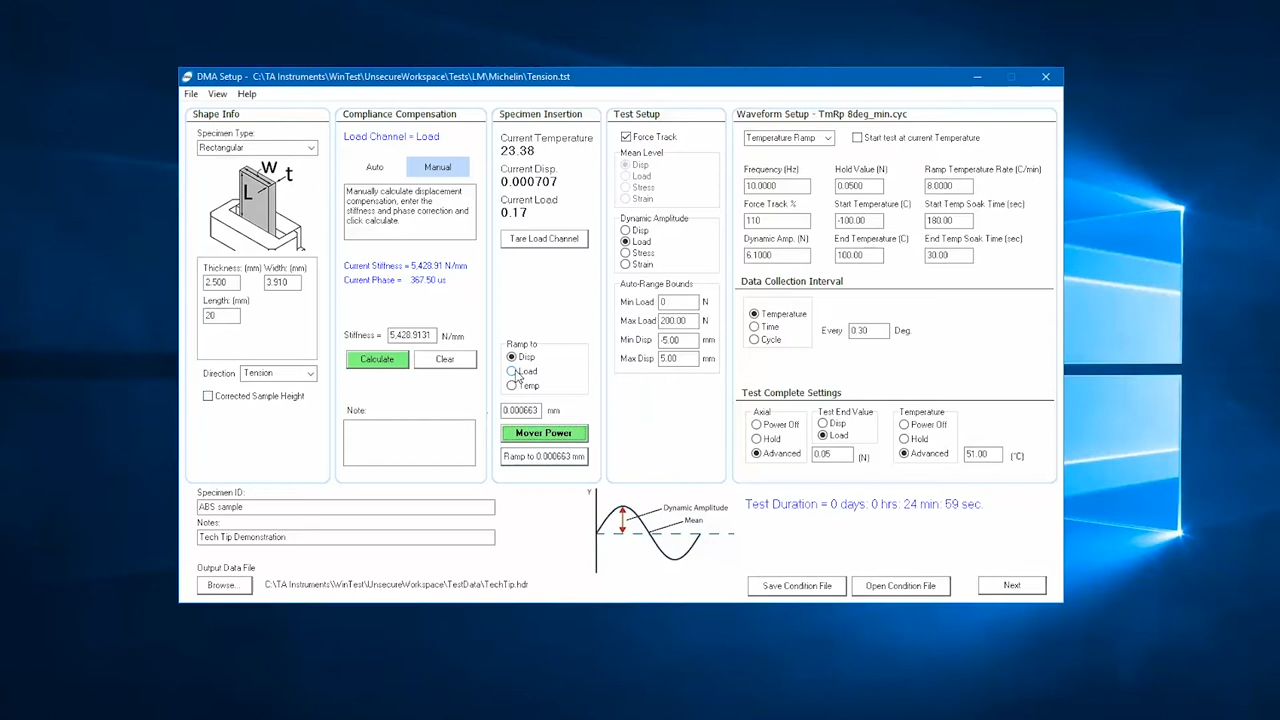 DMA Setup - C:\TA Instruments\WinTest\UnsecureWorkspace\Tests\LM\Michelin\Tension.tst
File View Help
Shape Info
Specimen Type:
Rectangular
W
t
L
Thickness: (mm) Width: (mm)
2.500 3.910
Length: (mm)
20
Direction Tension
Corrected Sample Height
Compliance Compensation
Load Channel = Load
Auto Manual
Manually calculate displacement
compensation, enter the
stiffness and phase correction and
click calculate.
Current Stiffness = 5,428.91 N/mm
Current Phase = 367.50 us
Stiffness = 5,428.9131 N/mm
Calculate Clear
Note:
Specimen Insertion
Current Temperature
23.38
Current Disp.
0.000707
Current Load
0.17
Tare Load Channel
Ramp to
Disp
Load
Temp
0.000663 mm
Mover Power
Ramp to 0.000663 mm
Test Setup
Force Track
Mean Level
Disp
Load
Stress
Strain
Dynamic Amplitude
Disp
Load
Stress
Strain
Auto-Range Bounds
Min Load 0 N
Max Load 200.00 N
Min Disp -5.00 mm
Max Disp 5.00 mm
Waveform Setup - TmRp 8deg_min.cyc
Temperature Ramp Start test at current Temperature
Frequency (Hz) Hold Value (N) Ramp Temperature Rate (C/min)
10.0000 0.0500 8.0000
Force Track % Start Temperature (C) Start Temp Soak Time (sec)
110 -100.00 180.00
Dynamic Amp. (N) End Temperature (C) End Temp Soak Time (sec)
6.1000 100.00 30.00
Data Collection Interval
Temperature
Time
Cycle
Every 0.30 Deg.
Test Complete Settings
Axial
Power Off
Hold
Advanced
Test End Value
Disp
Load
0.05 (N)
Temperature
Power Off
Hold
Advanced
51.00 (°C)
Specimen ID:
ABS sample
Notes:
Tech Tip Demonstration
Y
Dynamic Amplitude
Mean
Test Duration = 0 days: 0 hrs: 24 min: 59 sec.
Output Data File
Browse... C:\TA Instruments\WinTest\UnsecureWorkspace\TestData\TechTip.hdr
Save Condition File Open Condition File Next